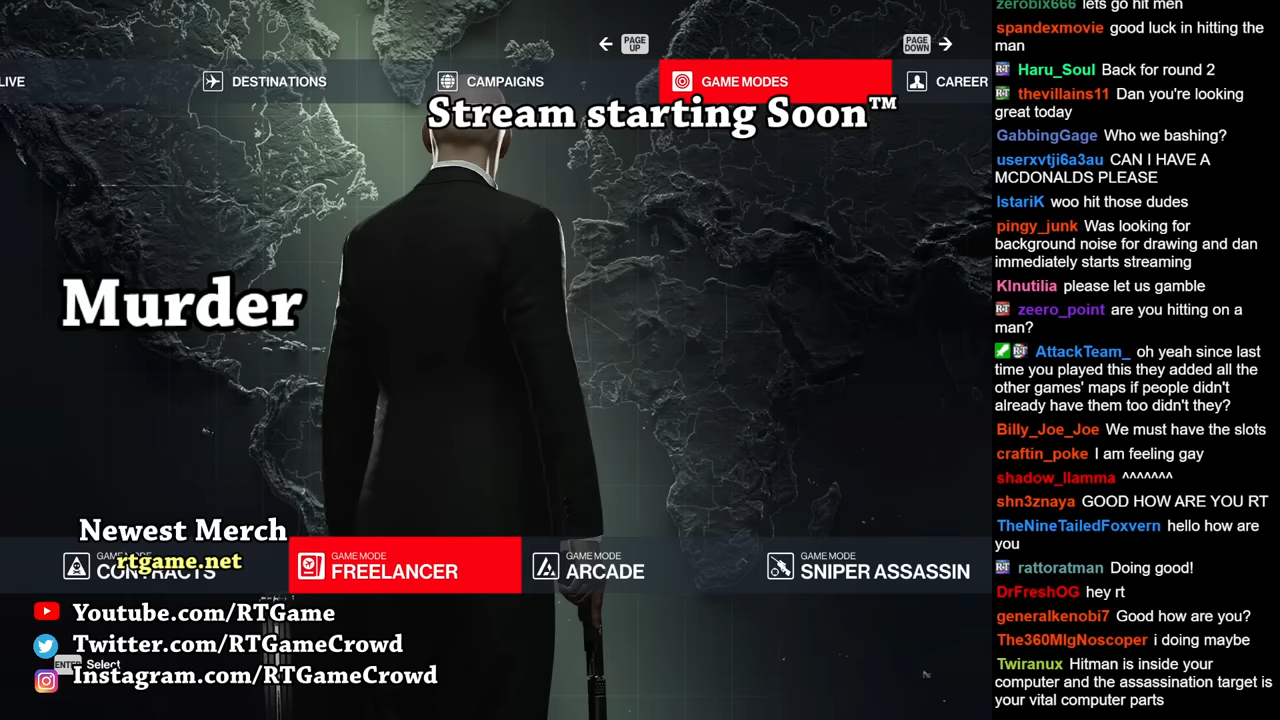 PAGE UP
PAGE DOWN
LIVE
DESTINATIONS
CAMPAIGNS
GAME MODES
CAREER
Stream starting Soon™
Murder
Newest Merch
rtgame.net
GAME MODE
CONTRACTS
GAME MODE
FREELANCER
GAME MODE
ARCADE
GAME MODE
SNIPER ASSASSIN
Youtube.com/RTGame
Twitter.com/RTGameCrowd
ENTER Select
Instagram.com/RTGameCrowd
zerobix666 lets go hit men
spandexmovie good luck in hitting the
man
Haru_Soul Back for round 2
thevillains11 Dan you're looking
great today
GabbingGage Who we bashing?
userxvtji6a3au CAN I HAVE A
MCDONALDS PLEASE
IstariK woo hit those dudes
pingy_junk Was looking for
background noise for drawing and dan
immediately starts streaming
KInutilia please let us gamble
zeero_point are you hitting on a
man?
AttackTeam_ oh yeah since last
time you played this they added all the
other games' maps if people didn't
already have them too didn't they?
Billy_Joe_Joe We must have the slots
craftin_poke I am feeling gay
shadow_llamma ^^^^^^^
shn3znaya GOOD HOW ARE YOU RT
TheNineTailedFoxvern hello how are
you
rattoratman Doing good!
DrFreshOG hey rt
generalkenobi7 Good how are you?
The360MlgNoscoper i doing maybe
Twiranux Hitman is inside your
computer and the assassination target is
your vital computer parts